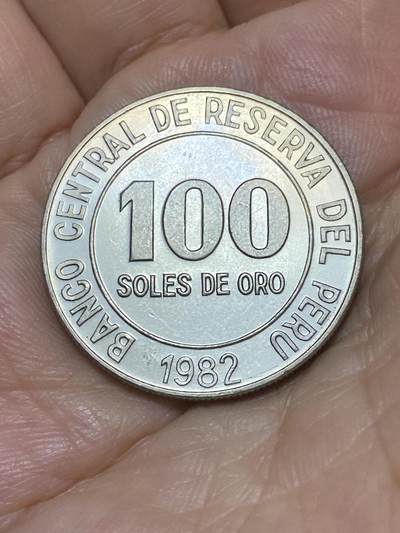 BANCO CENTRAL DE RESERVA DEL PERU
100
SOLES DE ORO
1982